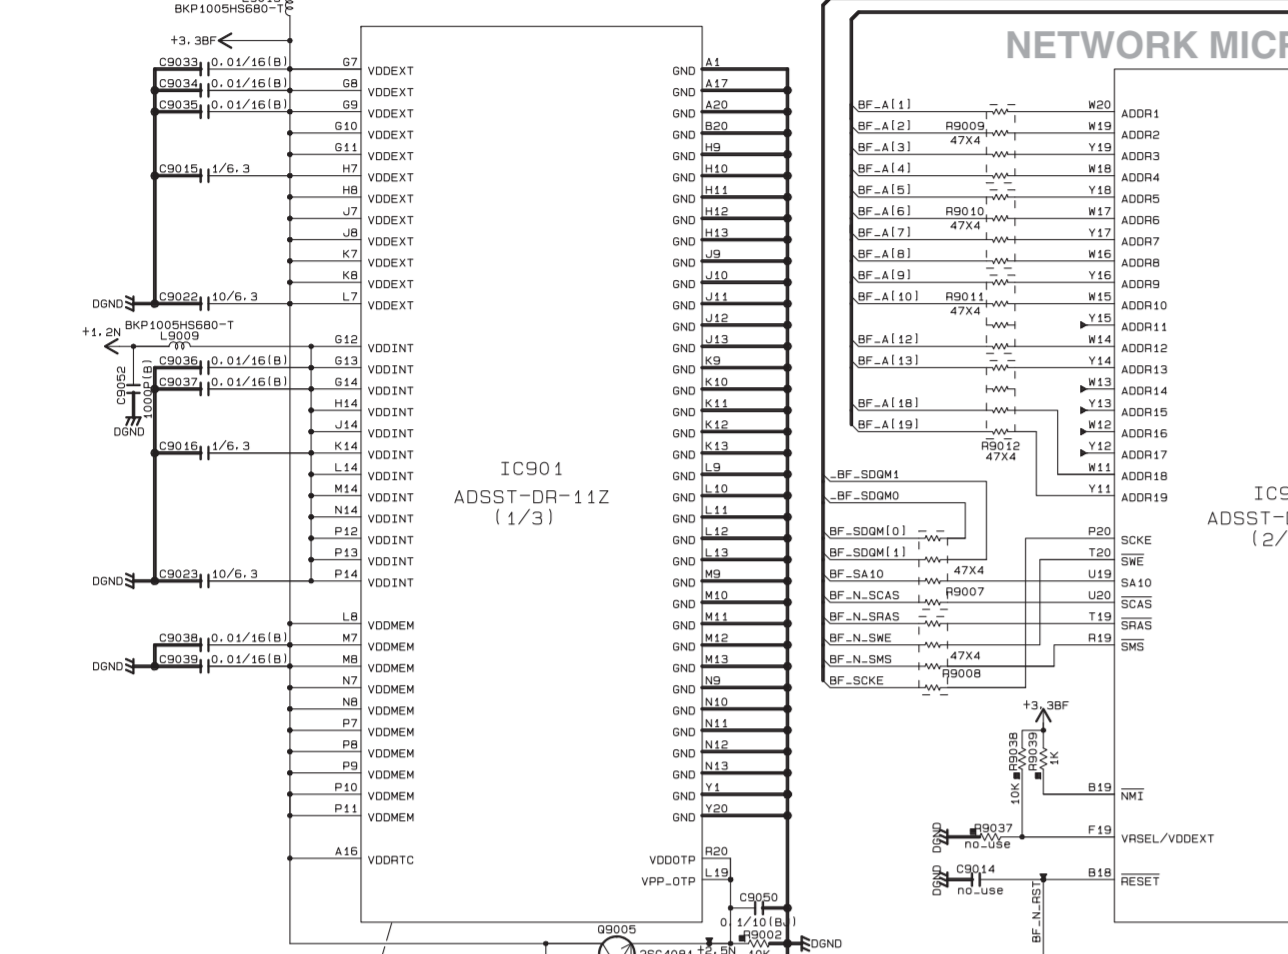 BKP1005HS680-T
+3.3BF
C9033 0.01/16(B)
C9034 0.01/16(B)
C9035 0.01/16(B)
C9015 1/6.3
DGND C9022 10/6.3
+1.2N BKP1005HS680-T
L9009
C9036 0.01/16(B)
C9037 0.01/16(B)
C9052
1000P(B)
DGND
C9016 1/6.3
DGND C9023 10/6.3
C9038 0.01/16(B)
DGND C9039 0.01/16(B)
G7 VDDEXT
G8 VDDEXT
G9 VDDEXT
G10 VDDEXT
G11 VDDEXT
H7 VDDEXT
H8 VDDEXT
J7 VDDEXT
J8 VDDEXT
K7 VDDEXT
K8 VDDEXT
L7 VDDEXT
G12 VDDINT
G13 VDDINT
G14 VDDINT
H14 VDDINT
J14 VDDINT
K14 VDDINT
L14 VDDINT
M14 VDDINT
N14 VDDINT
P12 VDDINT
P13 VDDINT
P14 VDDINT
L8 VDDMEM
M7 VDDMEM
M8 VDDMEM
N7 VDDMEM
N8 VDDMEM
P7 VDDMEM
P8 VDDMEM
P9 VDDMEM
P10 VDDMEM
P11 VDDMEM
A16 VDDRTC
IC901
ADSST-DR-11Z
(1/3)
GND A1
GND A17
GND A20
GND B20
GND H9
GND H10
GND H11
GND H12
GND H13
GND J9
GND J10
GND J11
GND J12
GND J13
GND K9
GND K10
GND K11
GND K12
GND K13
GND L9
GND L10
GND L11
GND L12
GND L13
GND M9
GND M10
GND M11
GND M12
GND M13
GND N9
GND N10
GND N11
GND N12
GND N13
GND Y1
GND Y20
VDDOTP R20
VPP_OTP L19
C9050
0.1/10(BJ)
R9002
10K
DGND
Q9005
2SC4081
+2.5N
NETWORK MICR
BF_A[1] W20 ADDR1
BF_A[2] R9009 W19 ADDR2
47X4
BF_A[3] Y19 ADDR3
BF_A[4] W18 ADDR4
BF_A[5] Y18 ADDR5
BF_A[6] R9010 W17 ADDR6
47X4
BF_A[7] Y17 ADDR7
BF_A[8] W16 ADDR8
BF_A[9] Y16 ADDR9
BF_A[10] R9011 W15 ADDR10
47X4
Y15 ADDR11
BF_A[12] W14 ADDR12
BF_A[13] Y14 ADDR13
W13 ADDR14
BF_A[18] Y13 ADDR15
BF_A[19] W12 ADDR16
R9012 Y12 ADDR17
47X4
W11 ADDR18
Y11 ADDR19
BF_SDQM1
BF_SDQM0
BF_SDQM[0] P20 SCKE
BF_SDQM[1] T20 SWE
47X4
BF_SA10 U19 SA10
R9007
BF_N_SCAS U20 SCAS
BF_N_SRAS T19 SRAS
BF_N_SWE R19 SMS
47X4
BF_N_SMS
R9008
BF_SCKE
+3.3BF
R9038
10K
R9039
1K
B19 NMI
DGND R9037 F19 VRSEL/VDDEXT
no_use
DGND C9014 B18 RESET
no_use
BF_N_RST
IC9
ADSST-D
(2/